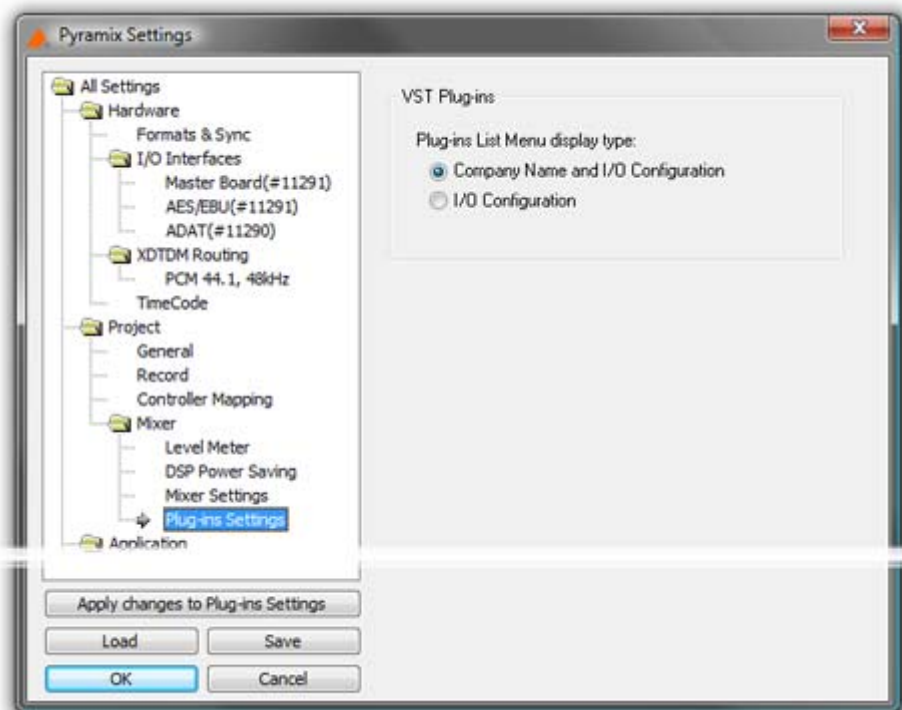 Pyramix Settings
All Settings
Hardware
Formats & Sync
I/O Interfaces
Master Board(#11291)
AES/EBU(#11291)
ADAT(#11290)
XDTDM Routing
PCM 44.1, 48kHz
TimeCode
Project
General
Record
Controller Mapping
Mixer
Level Meter
DSP Power Saving
Mixer Settings
Plug-ins Settings
Application
Apply changes to Plug-ins Settings
Load
Save
OK
Cancel
VST Plug-ins
Plug-ins List Menu display type:
Company Name and I/O Configuration
I/O Configuration